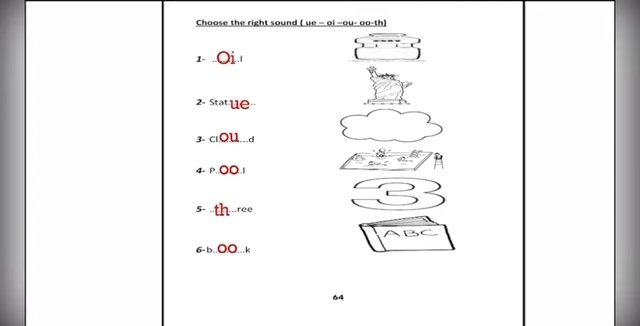 Choose the right sound ( ue – oi –ou- oo-th)
1- ..Oi..l
2- Stat..ue...
3- Cl..ou...d
4- P..oo.l
5- ..th...ree
6-b..oo...k
3
ABC
64